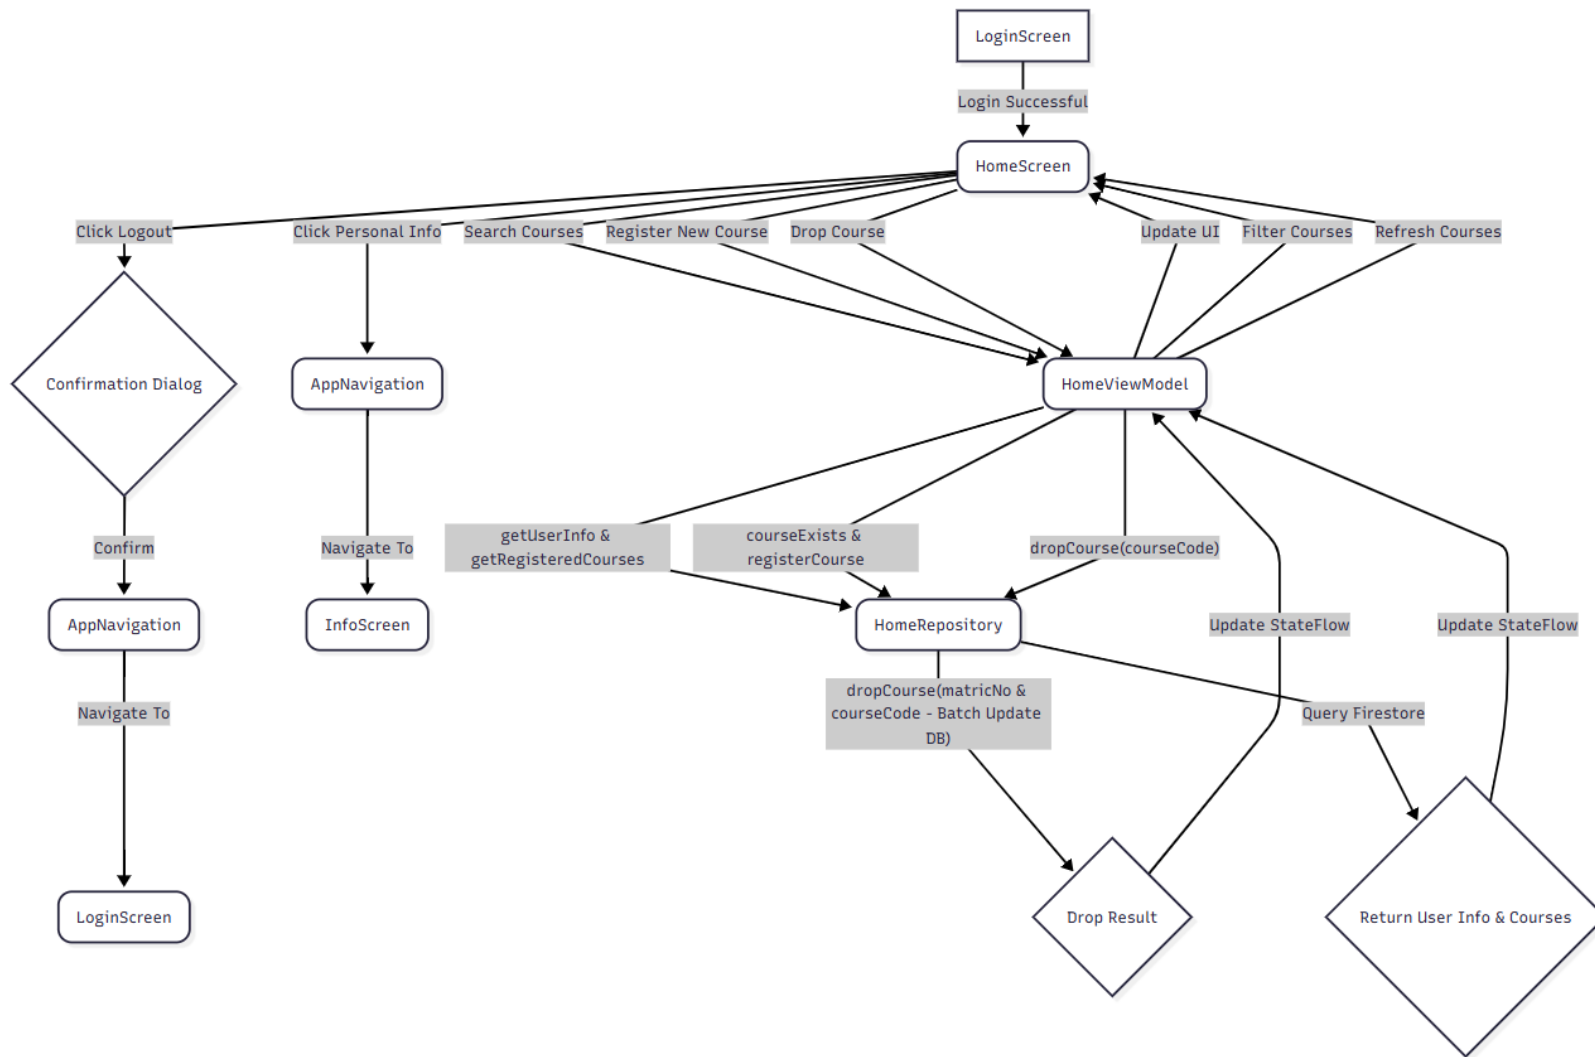 LoginScreen
Login Successful
HomeScreen
Click Logout
Click Personal Info
Search Courses
Register New Course
Drop Course
Update UI
Filter Courses
Refresh Courses
Confirmation Dialog
AppNavigation
HomeViewModel
Confirm
Navigate To
getUserInfo &
getRegisteredCourses
courseExists &
registerCourse
dropCourse(courseCode)
AppNavigation
InfoScreen
HomeRepository
Update StateFlow
Update StateFlow
Navigate To
dropCourse(matricNo &
courseCode - Batch Update
DB)
Query Firestore
LoginScreen
Drop Result
Return User Info & Courses